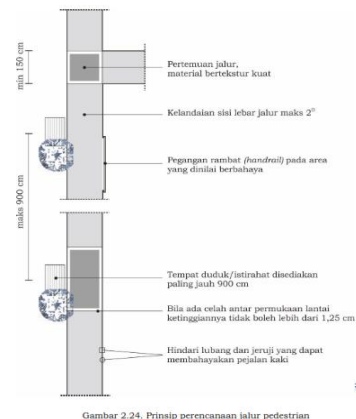 min 150 cm
Pertemuan jalur,
material bertekstur kuat
Kelandaian sisi lebar jalur maks 2°
Pegangan rambat (handrail) pada area
yang dinilai berbahaya
maks 900 cm
Tempat duduk/istirahat disediakan
paling jauh 900 cm
Bila ada celah antar permukaan lantai
ketinggiannya tidak boleh lebih dari 1,25 cm
Hindari lubang dan jeruji yang dapat
membahayakan pejalan kaki
Gambar 2.24. Prinsip perencanaan jalur pedestrian